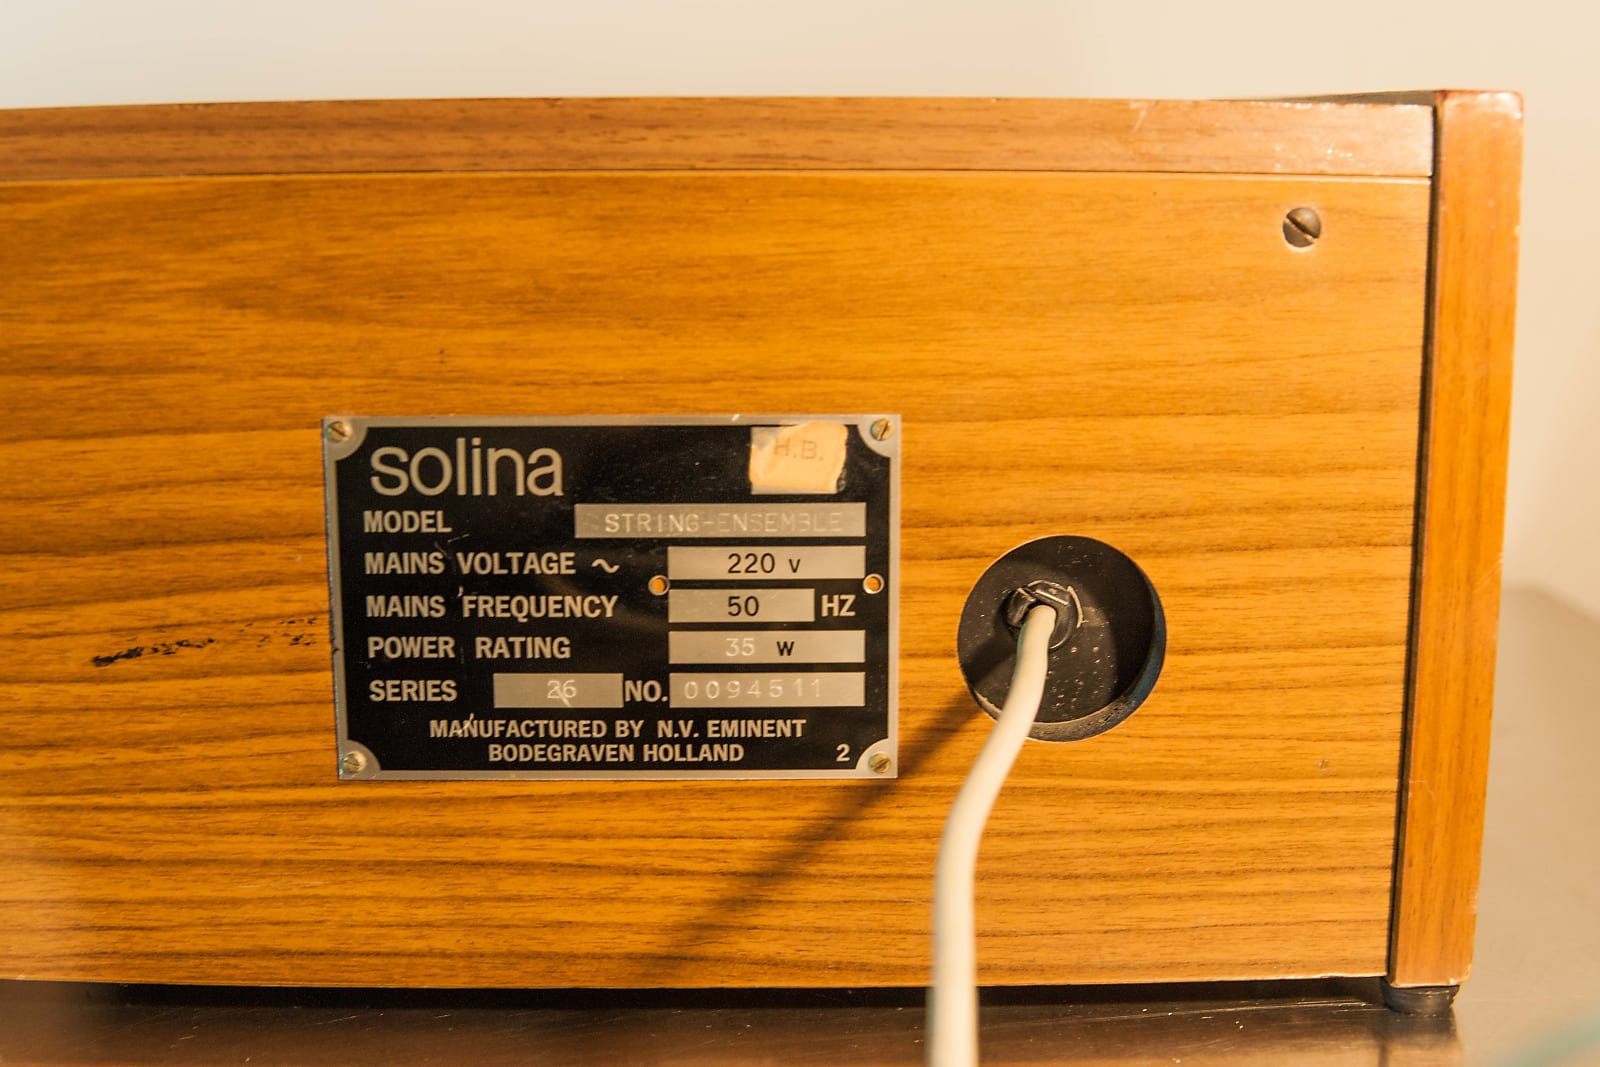 solina
H.B.
MODEL STRING-ENSEMBLE
MAINS VOLTAGE ~ 220 V
MAINS FREQUENCY 50 HZ
POWER RATING 35 W
SERIES 26 NO. 0094511
MANUFACTURED BY N.V. EMINENT
BODEGRAVEN HOLLAND 2